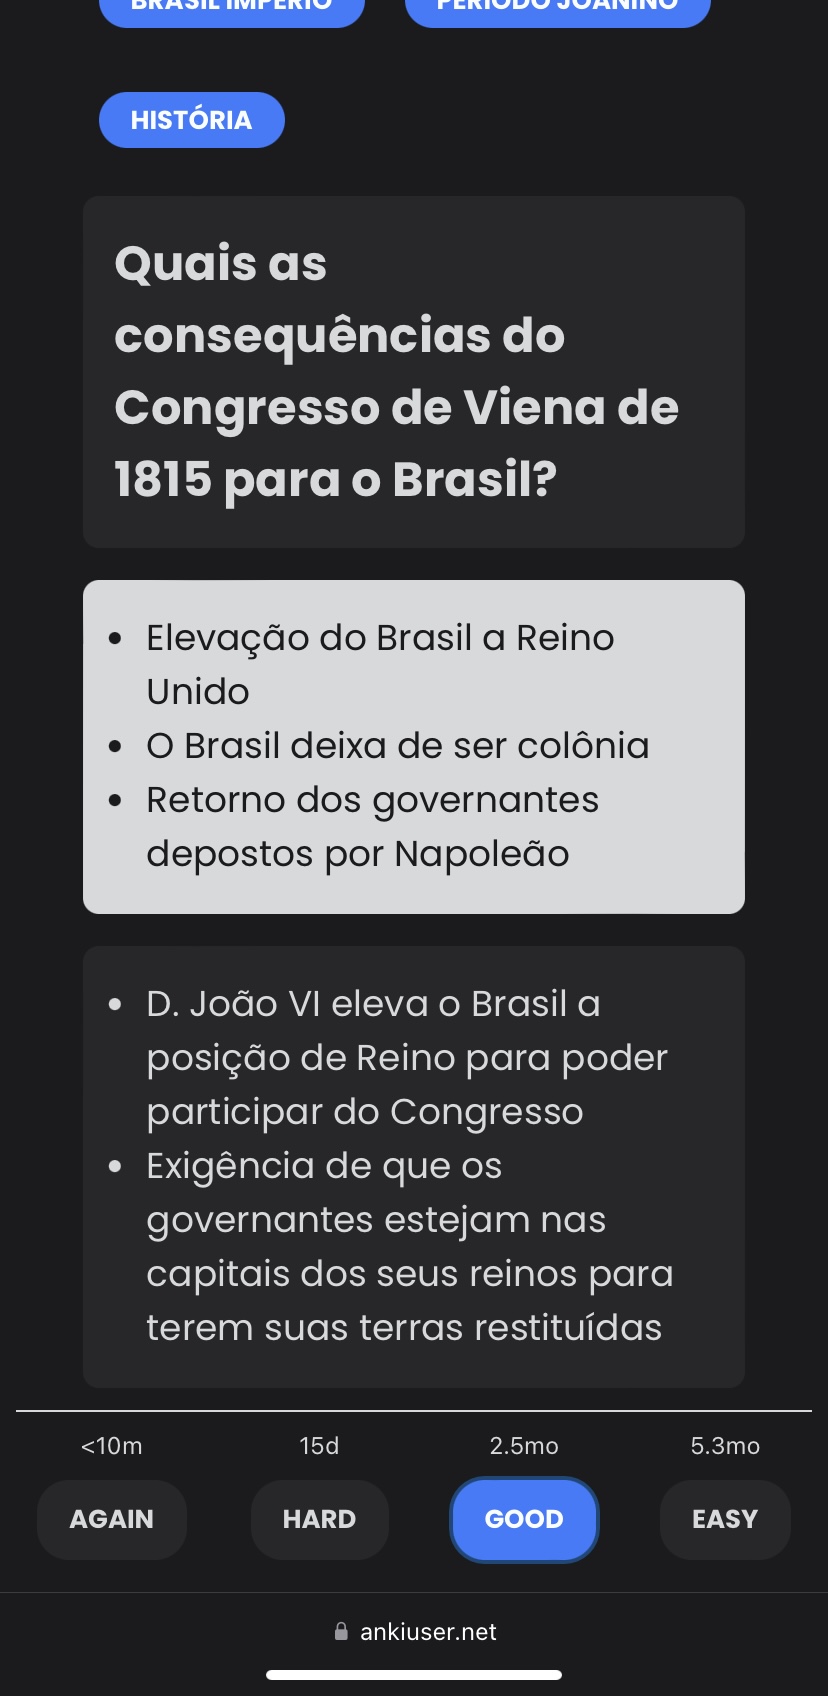 BRASIL IMPÉRIO PERÍODO JOANINO
HISTÓRIA
Quais as
consequências do
Congresso de Viena de
1815 para o Brasil?
• Elevação do Brasil a Reino
Unido
• O Brasil deixa de ser colônia
• Retorno dos governantes
depostos por Napoleão
• D. João VI eleva o Brasil a
posição de Reino para poder
participar do Congresso
• Exigência de que os
governantes estejam nas
capitais dos seus reinos para
terem suas terras restituídas
<10m 15d 2.5mo 5.3mo
AGAIN HARD GOOD EASY
ankiuser.net